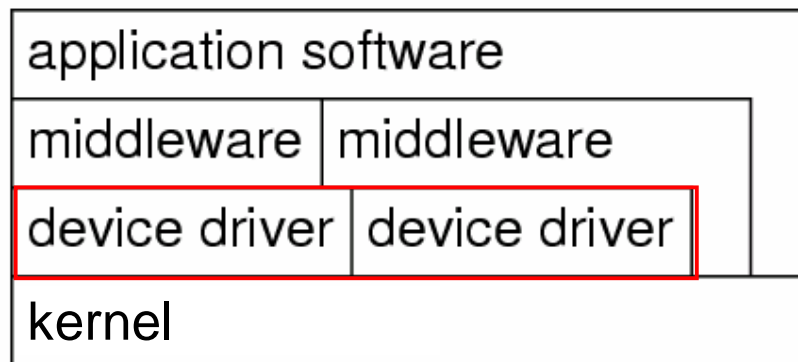 application software
middleware middleware
device driver device driver
kernel